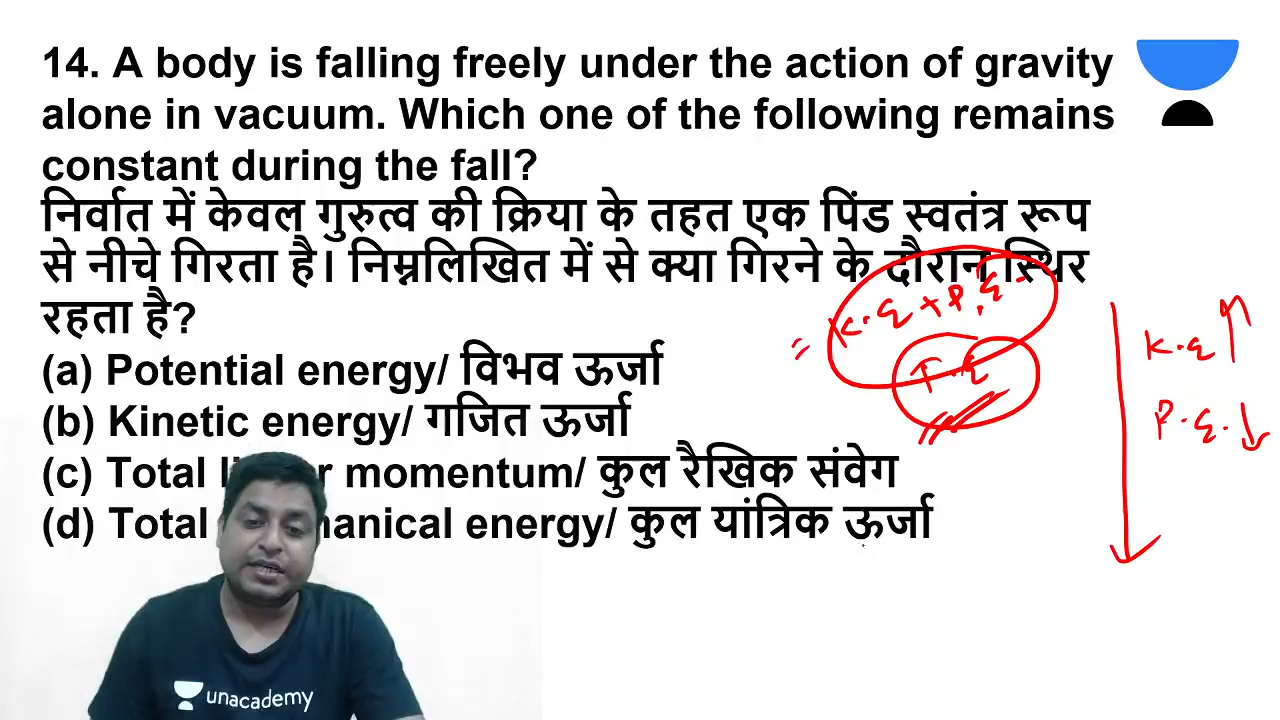 14. A body is falling freely under the action of gravity
alone in vacuum. Which one of the following remains
constant during the fall?
निर्वात में केवल गुरुत्व की क्रिया के तहत एक पिंड स्वतंत्र रूप
से नीचे गिरता है। निम्नलिखित में से क्या गिरने के दौरान स्थिर
रहता है?
= K.E + P.E.
T.E
K.E ↑
P.E. ↓
(a) Potential energy/ विभव ऊर्जा
(b) Kinetic energy/ गजित ऊर्जा
(c) Total momentum/ कुल रैखिक संवेग
(d) Total energy/ कुल यांत्रिक ऊर्जा
unacademy